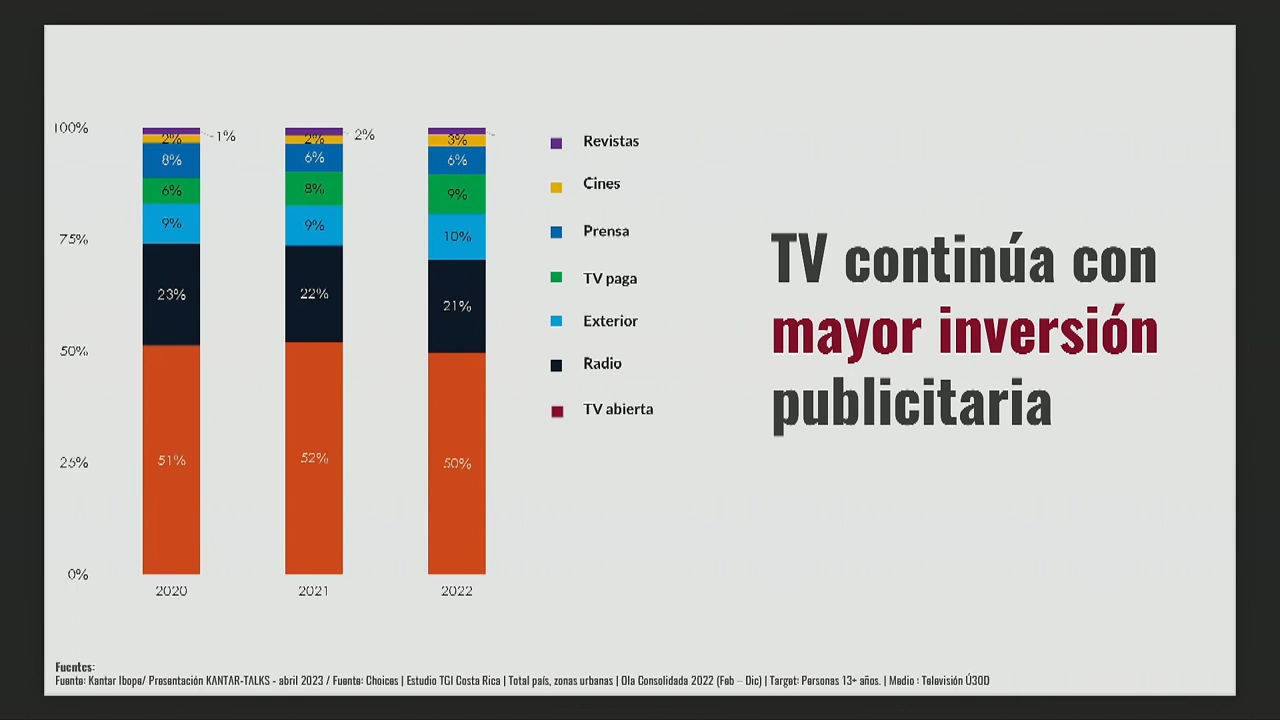 100%
75%
50%
25%
0%
2%
1%
8%
6%
9%
23%
51%
2020
2%
2%
6%
8%
9%
22%
52%
2021
3%
6%
9%
10%
21%
50%
2022
Revistas
Cines
Prensa
TV paga
Exterior
Radio
TV abierta
TV continúa con
mayor inversión
publicitaria
Fuentes:
Fuente: Kantar Ibope/ Presentación KANTAR-TALKS - abril 2023 / Fuente: Choices | Estudio TGI Costa Rica | Total país, zonas urbanas | Ola Consolidada 2022 (Feb – Dic) | Target: Personas 13+ años. | Medio : Televisión Ú30D